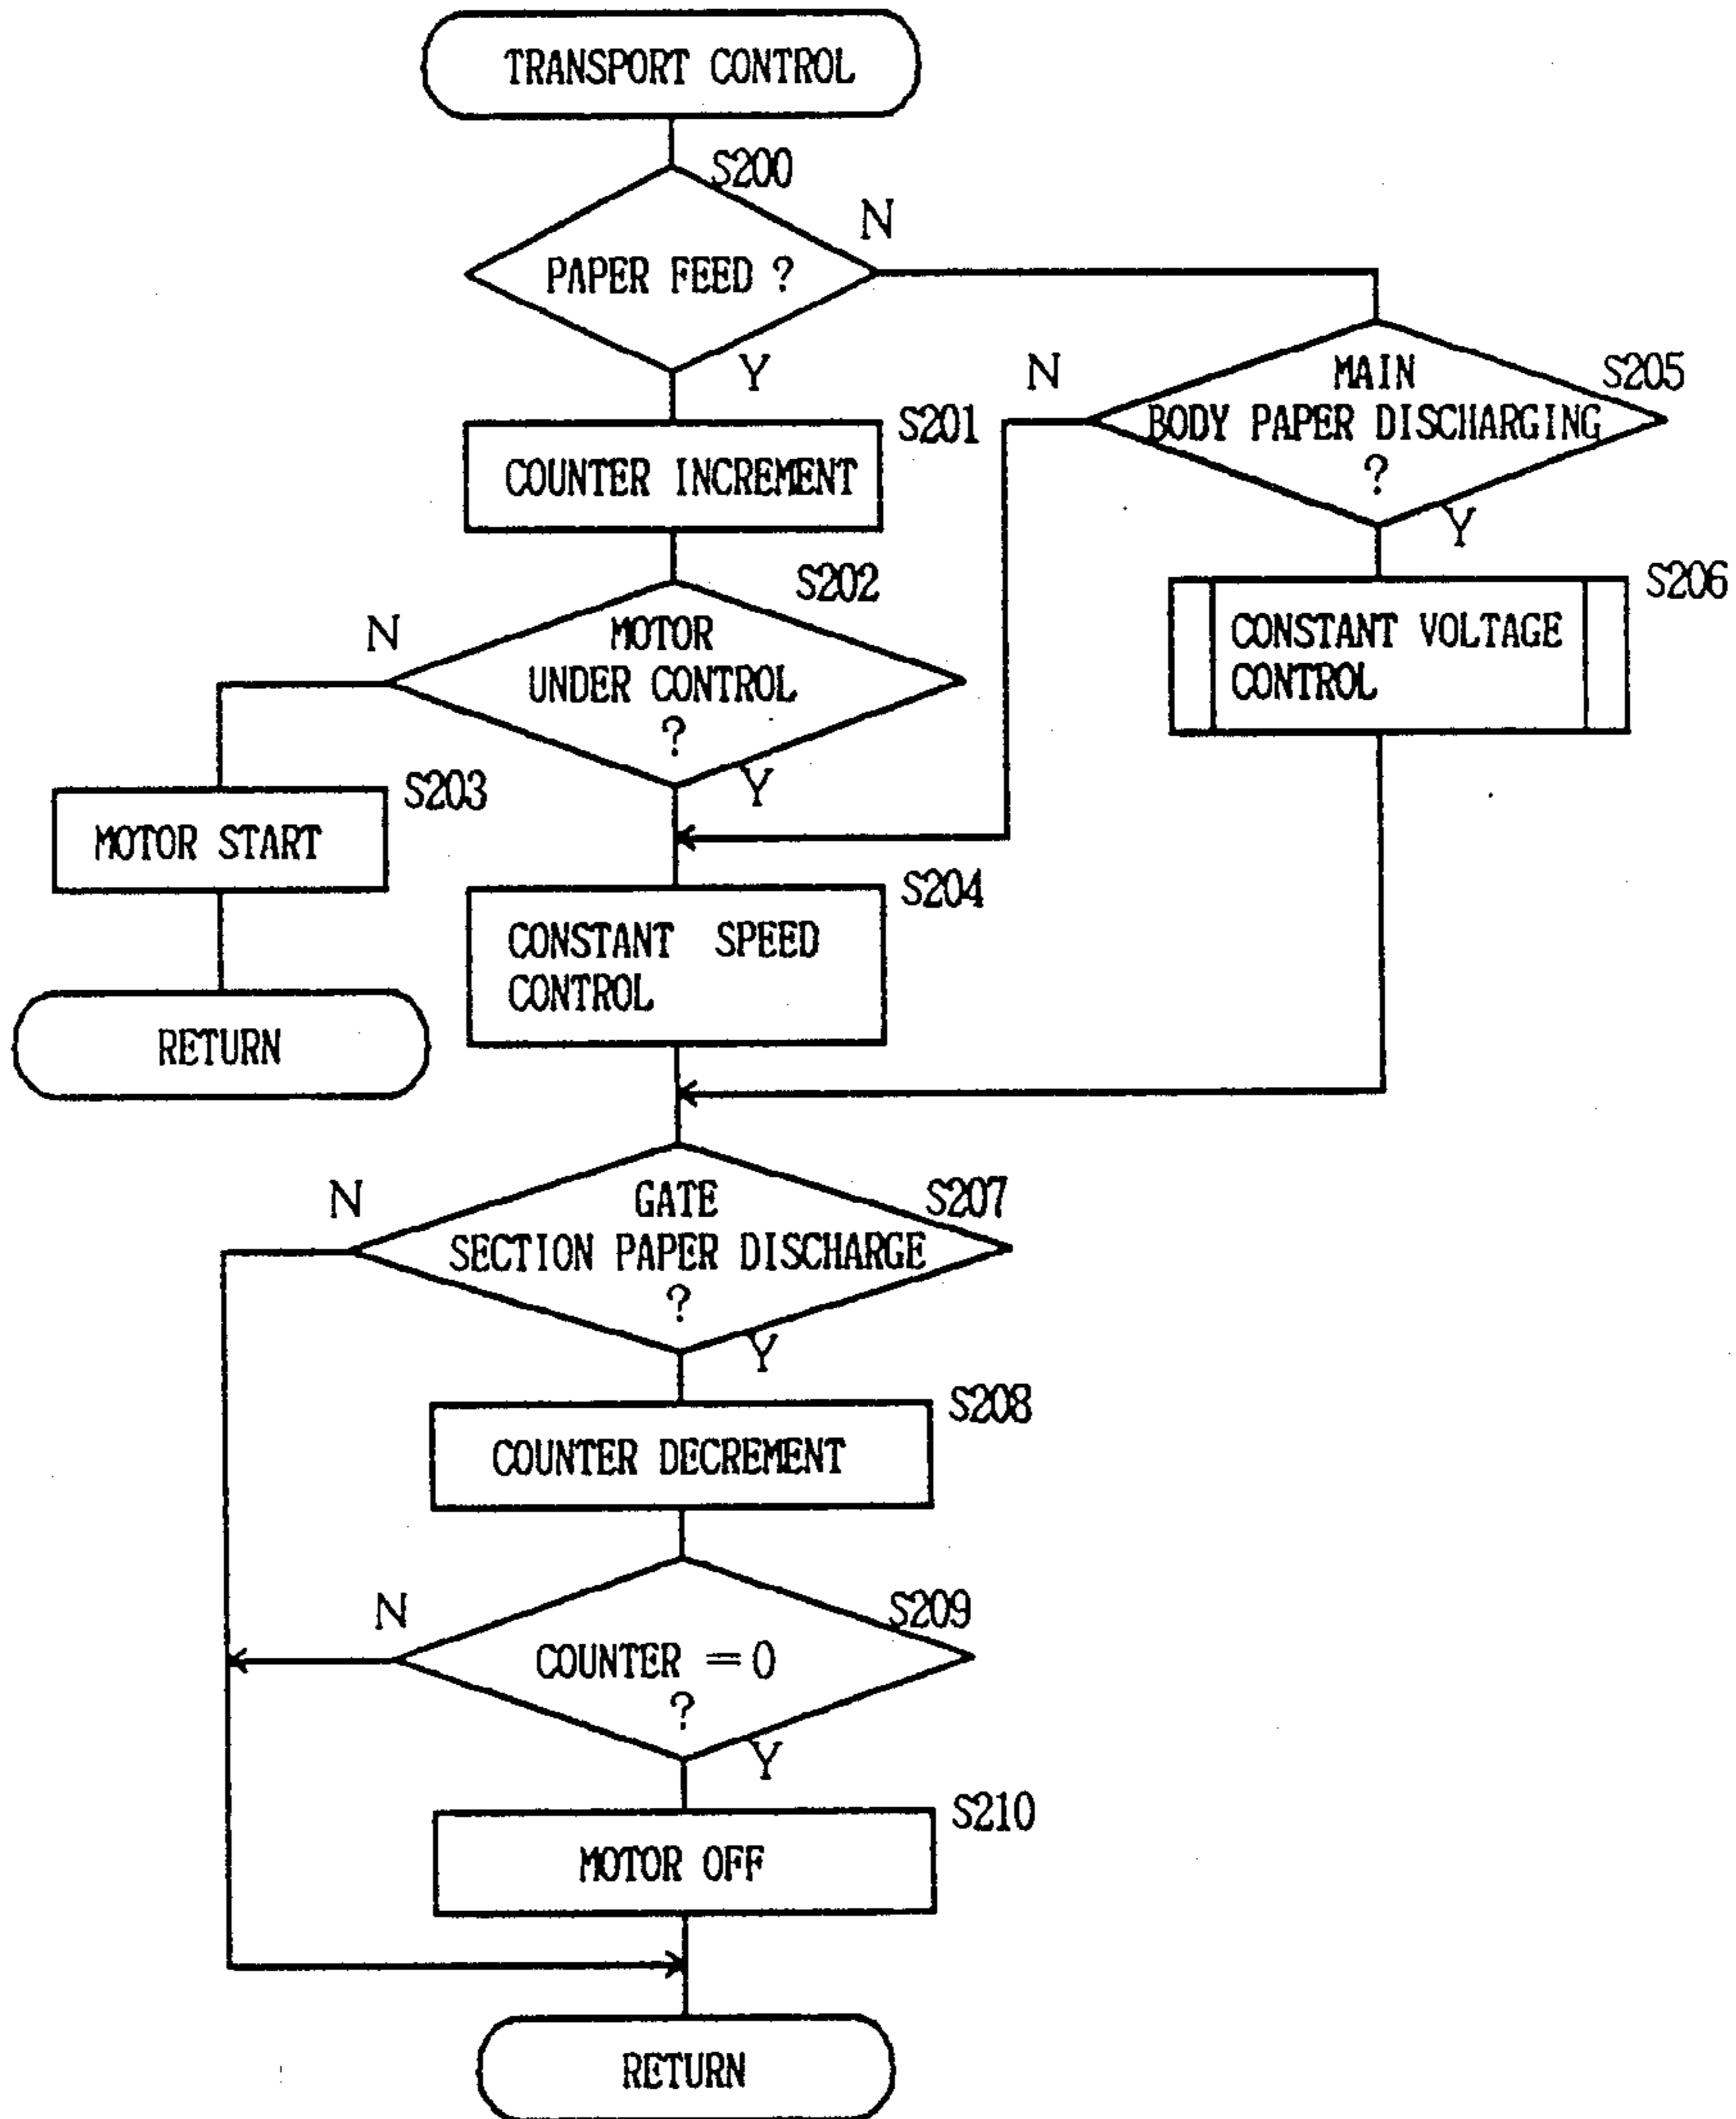 TRANSPORT CONTROL
S200
N
PAPER FEED ?
Y
S201
COUNTER INCREMENT
N
MAIN
BODY PAPER DISCHARGING
?
S205
Y
S206
CONSTANT VOLTAGE
CONTROL
S202
N
MOTOR
UNDER CONTROL
?
Y
S203
MOTOR START
RETURN
S204
CONSTANT SPEED
CONTROL
N
GATE
SECTION PAPER DISCHARGE
?
S207
Y
S208
COUNTER DECREMENT
N
S209
COUNTER = 0
?
Y
S210
MOTOR OFF
RETURN